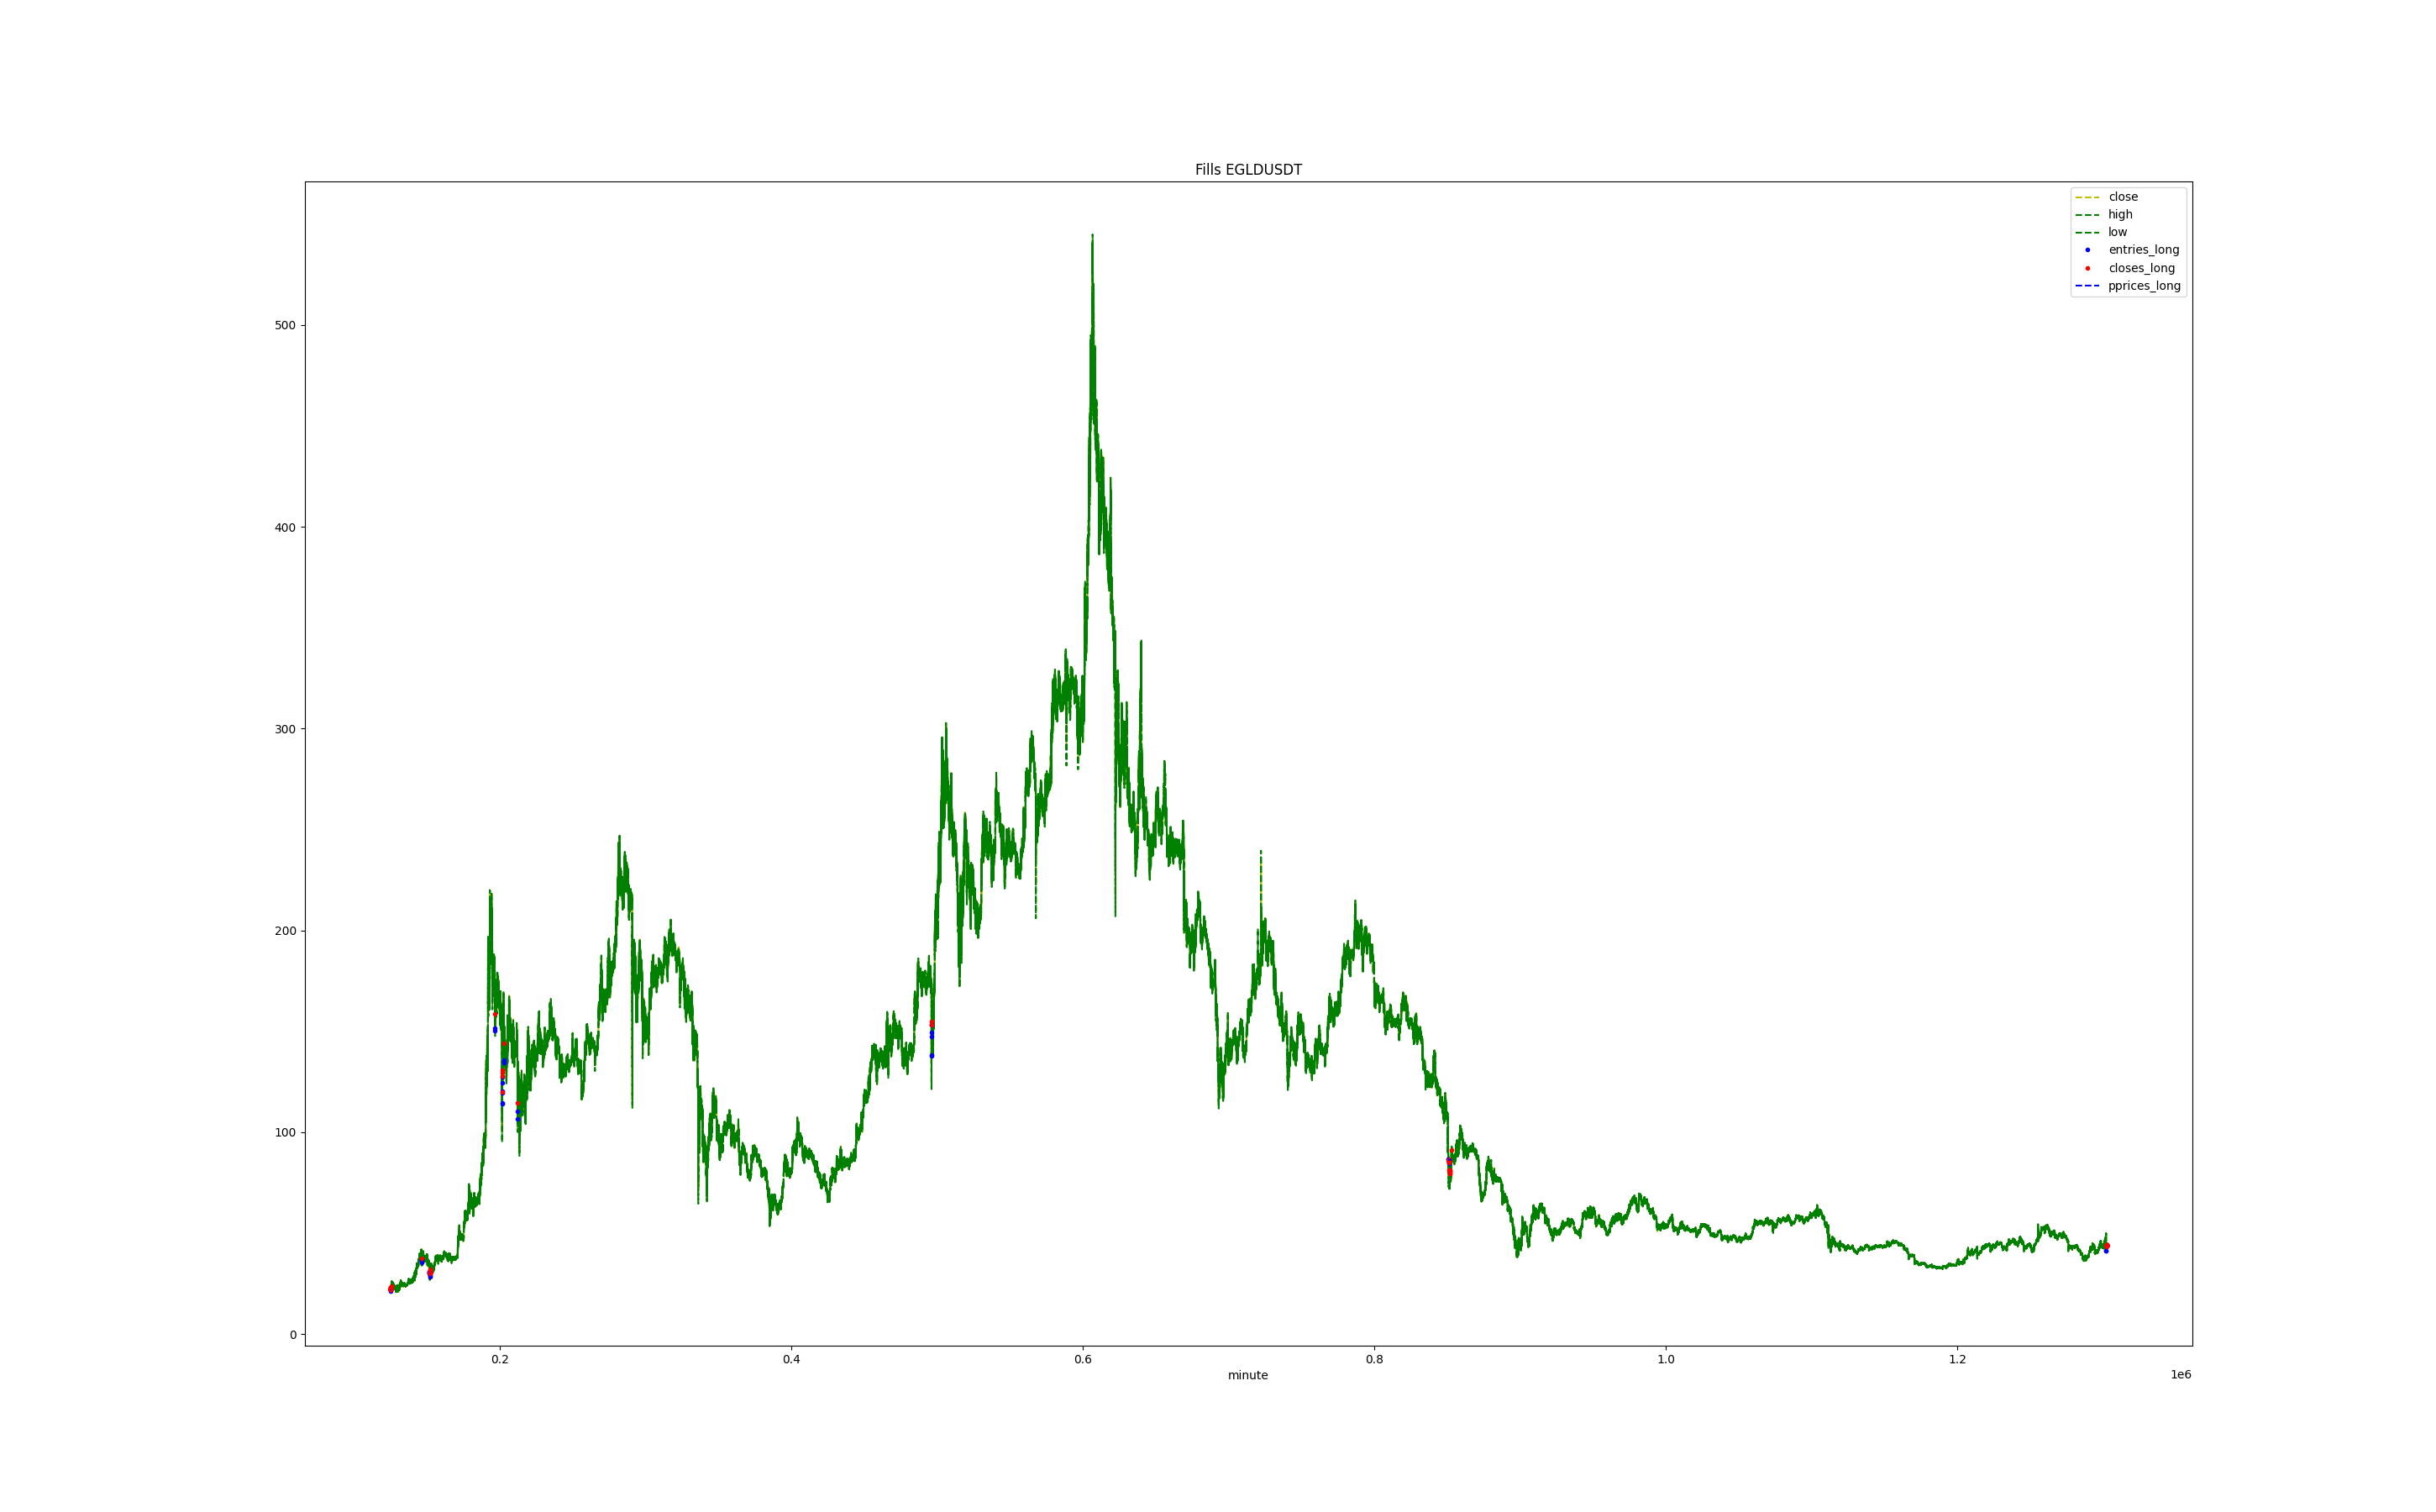 Fills EGLDUSDT
close
high
low
entries_long
closes_long
pprices_long
500
400
300
200
100
0
0.2 0.4 0.6 0.8 1.0 1.2
minute
1e6